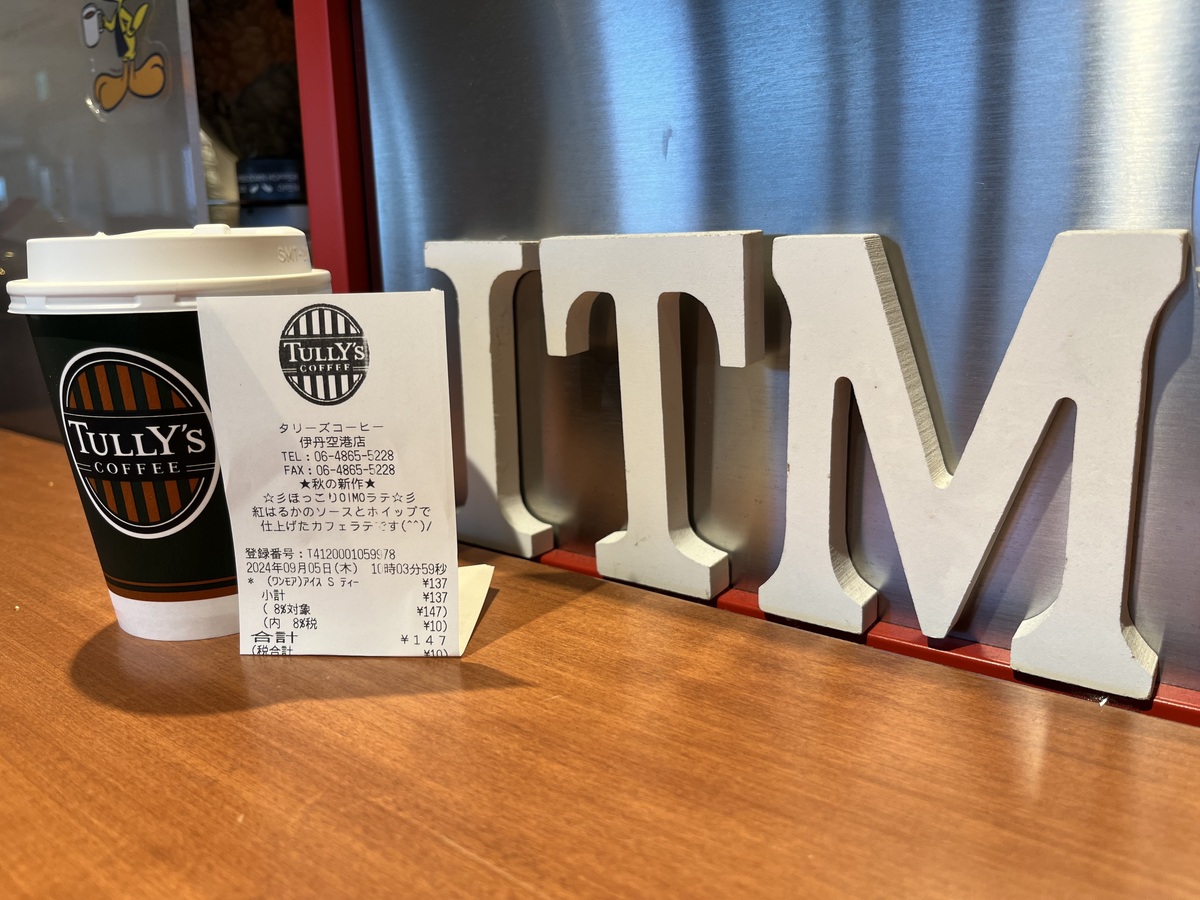 TULLY'S
COFFEE
TULLY'S
COFFEE
タリーズコーヒー
伊丹空港店
TEL:06-4865-5228
FAX:06-4865-5228
★秋の新作★
☆彡ほっこりOIMOラテ☆彡
紅はるかのソースとホイップで
仕上げたカフェラテです(^^)/
登録番号:T4120001059978
2024年09月05日(木) 10時03分59秒
* (ワンモア)アイス S ティー ¥137
小計 ¥137
( 8%対象 ¥147)
(内 8%税 ¥10)
合計 ¥147
(税合計 ¥10)
ITM